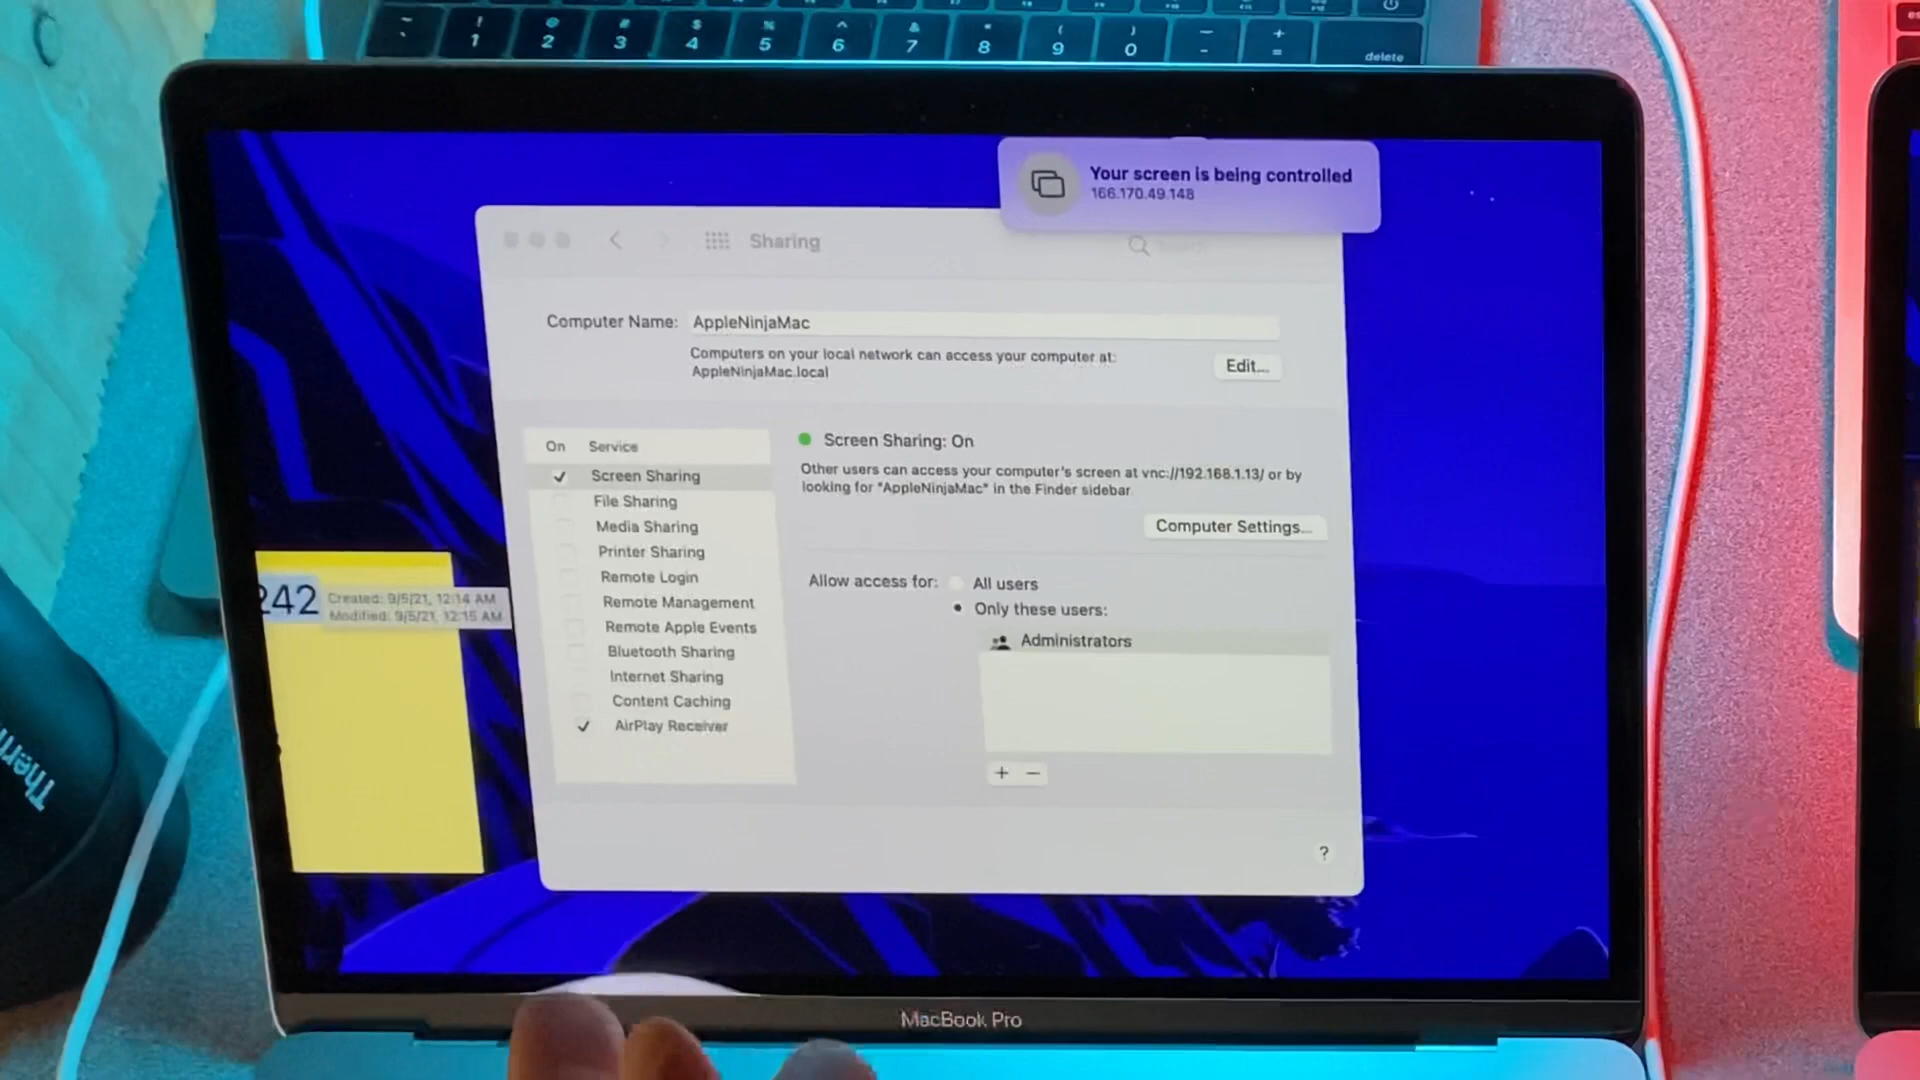 ~ ! @ # $ % ^ & * ( ) _ +
` 1 2 3 4 5 6 7 8 9 0 - =
delete
Your screen is being controlled
166.170.49.148
Sharing
Computer Name: AppleNinjaMac
Computers on your local network can access your computer at:
AppleNinjaMac.local
Edit...
On Service
Screen Sharing
File Sharing
Media Sharing
Printer Sharing
Remote Login
Remote Management
Remote Apple Events
Bluetooth Sharing
Internet Sharing
Content Caching
AirPlay Receiver
Screen Sharing: On
Other users can access your computer's screen at vnc://192.168.1.13/ or by
looking for "AppleNinjaMac" in the Finder sidebar.
Computer Settings...
Allow access for: All users
Only these users:
Administrators
+ −
?
242
Created: 9/5/21, 12:14 AM
Modified: 9/5/21, 12:15 AM
Therm
MacBook Pro